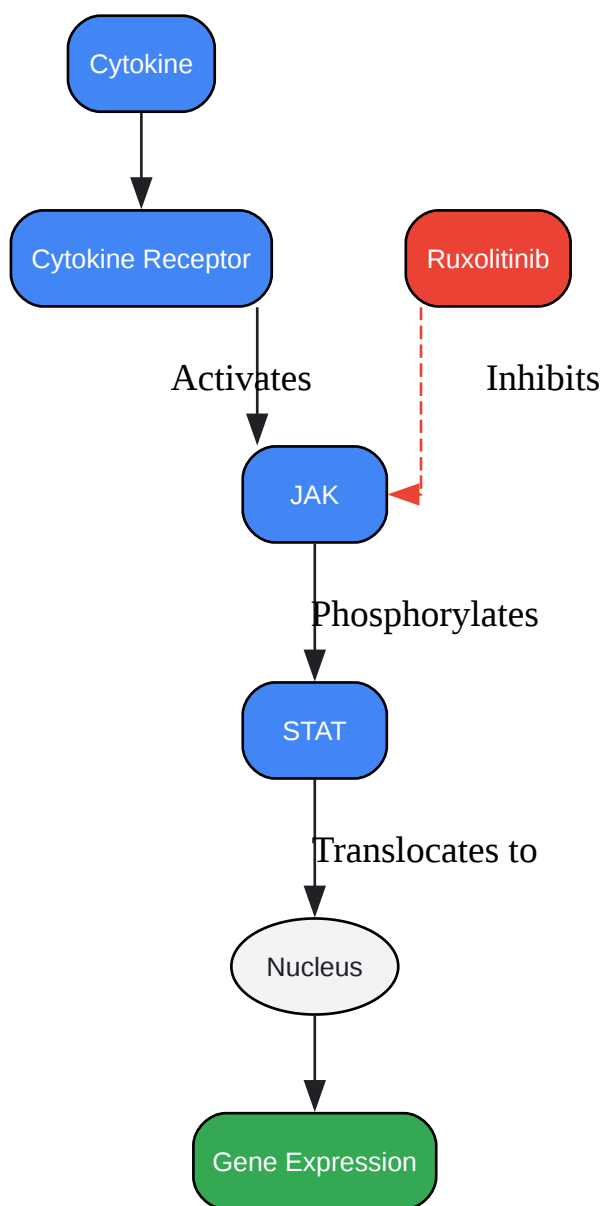 Cytokine
Cytokine Receptor
Ruxolitinib
Activates
Inhibits
JAK
Phosphorylates
STAT
Translocates to
Nucleus
Gene Expression